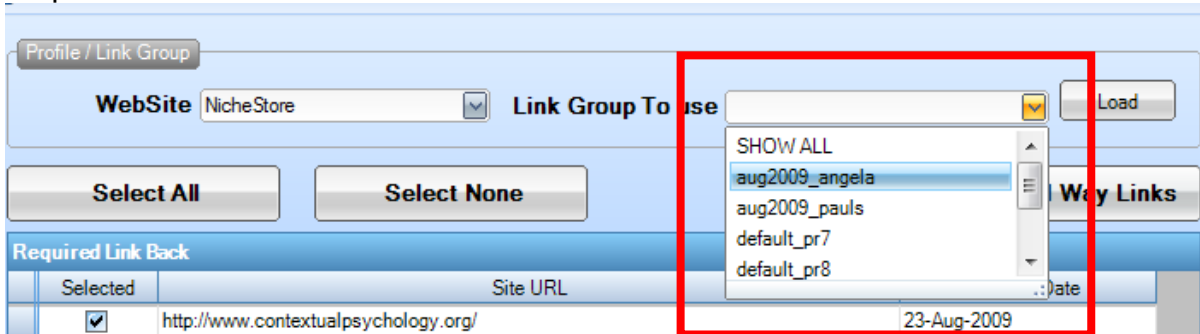 Profile / Link Group
WebSite NicheStore Link Group To use Load
SHOW ALL
aug2009_angela
aug2009_pauls
default_pr7
default_pr8
Select All Select None Way Links
Required Link Back
Selected Site URL Date
http://www.contextualpsychology.org/ 23-Aug-2009